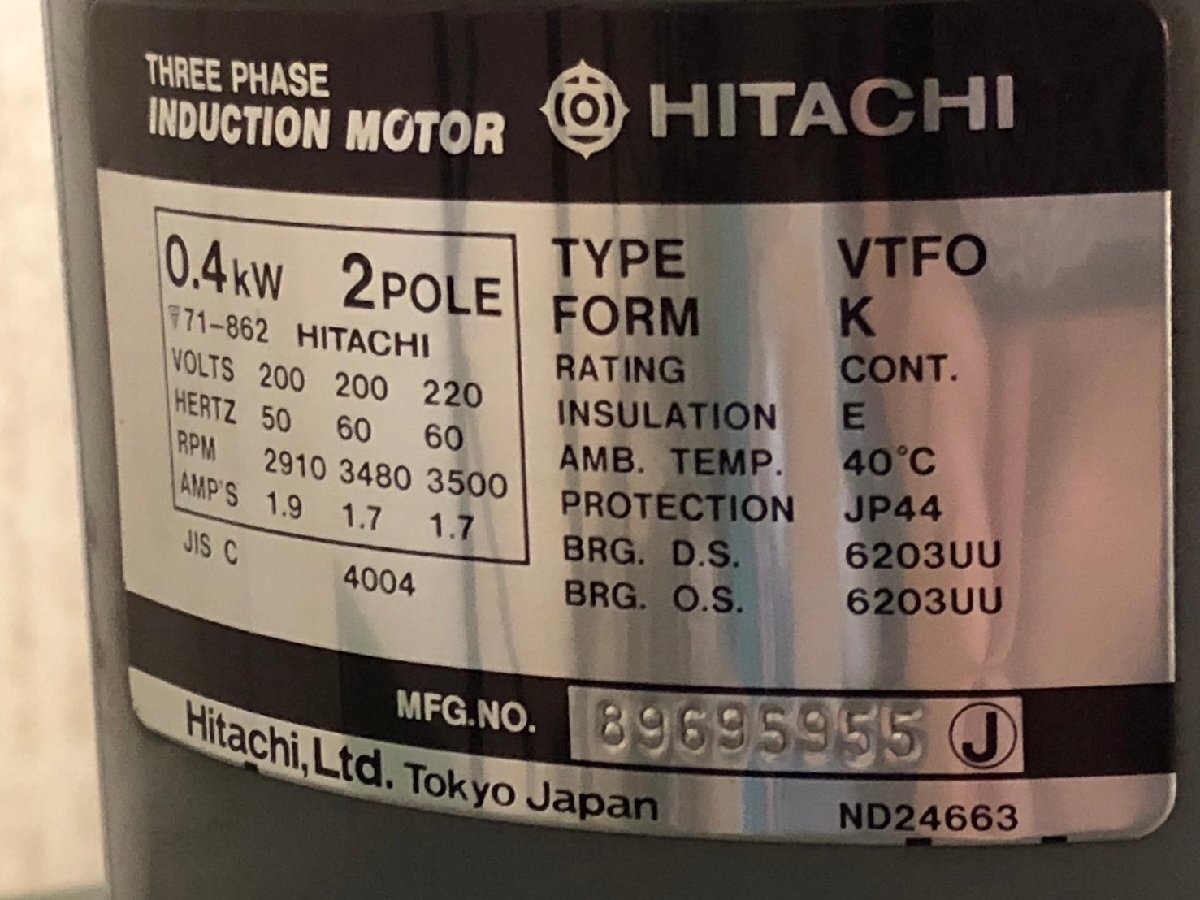 THREE PHASE
INDUCTION MOTOR
HITACHI
0.4kW 2POLE
71-862 HITACHI
VOLTS 200 200 220
HERTZ 50 60 60
RPM 2910 3480 3500
AMP'S 1.9 1.7 1.7
JIS C 4004
TYPE VTFO
FORM K
RATING CONT.
INSULATION E
AMB. TEMP. 40°C
PROTECTION JP44
BRG. D.S. 6203UU
BRG. O.S. 6203UU
MFG.NO. 89695955 J
Hitachi,Ltd. Tokyo Japan
ND24663